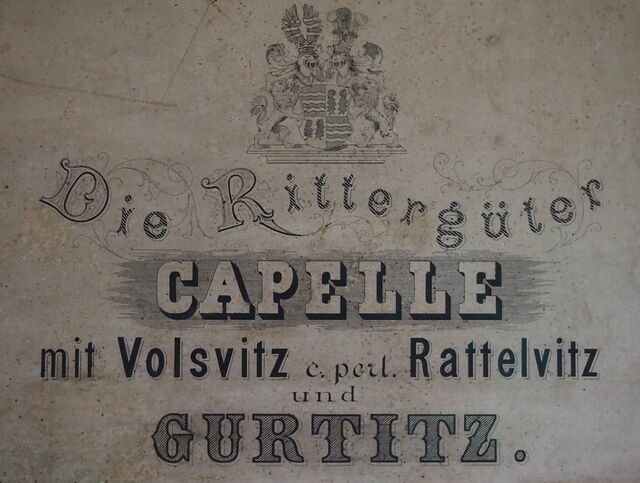 Die Rittergüter
CAPELLE
mit Volsvitz c. pert. Rattelvitz
und
GURTITZ.